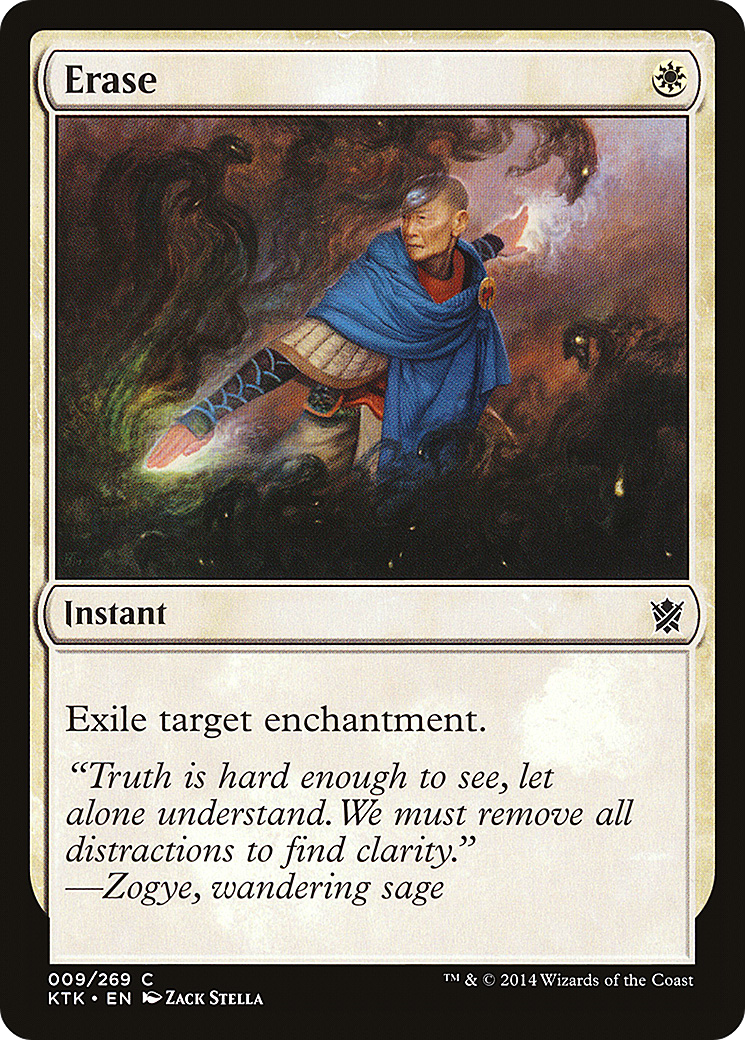 Erase
Instant
Exile target enchantment.
“Truth is hard enough to see, let
alone understand. We must remove all
distractions to find clarity.”
—Zogye, wandering sage
009/269 C
KTK • EN Zack Stella
™ & © 2014 Wizards of the Coast